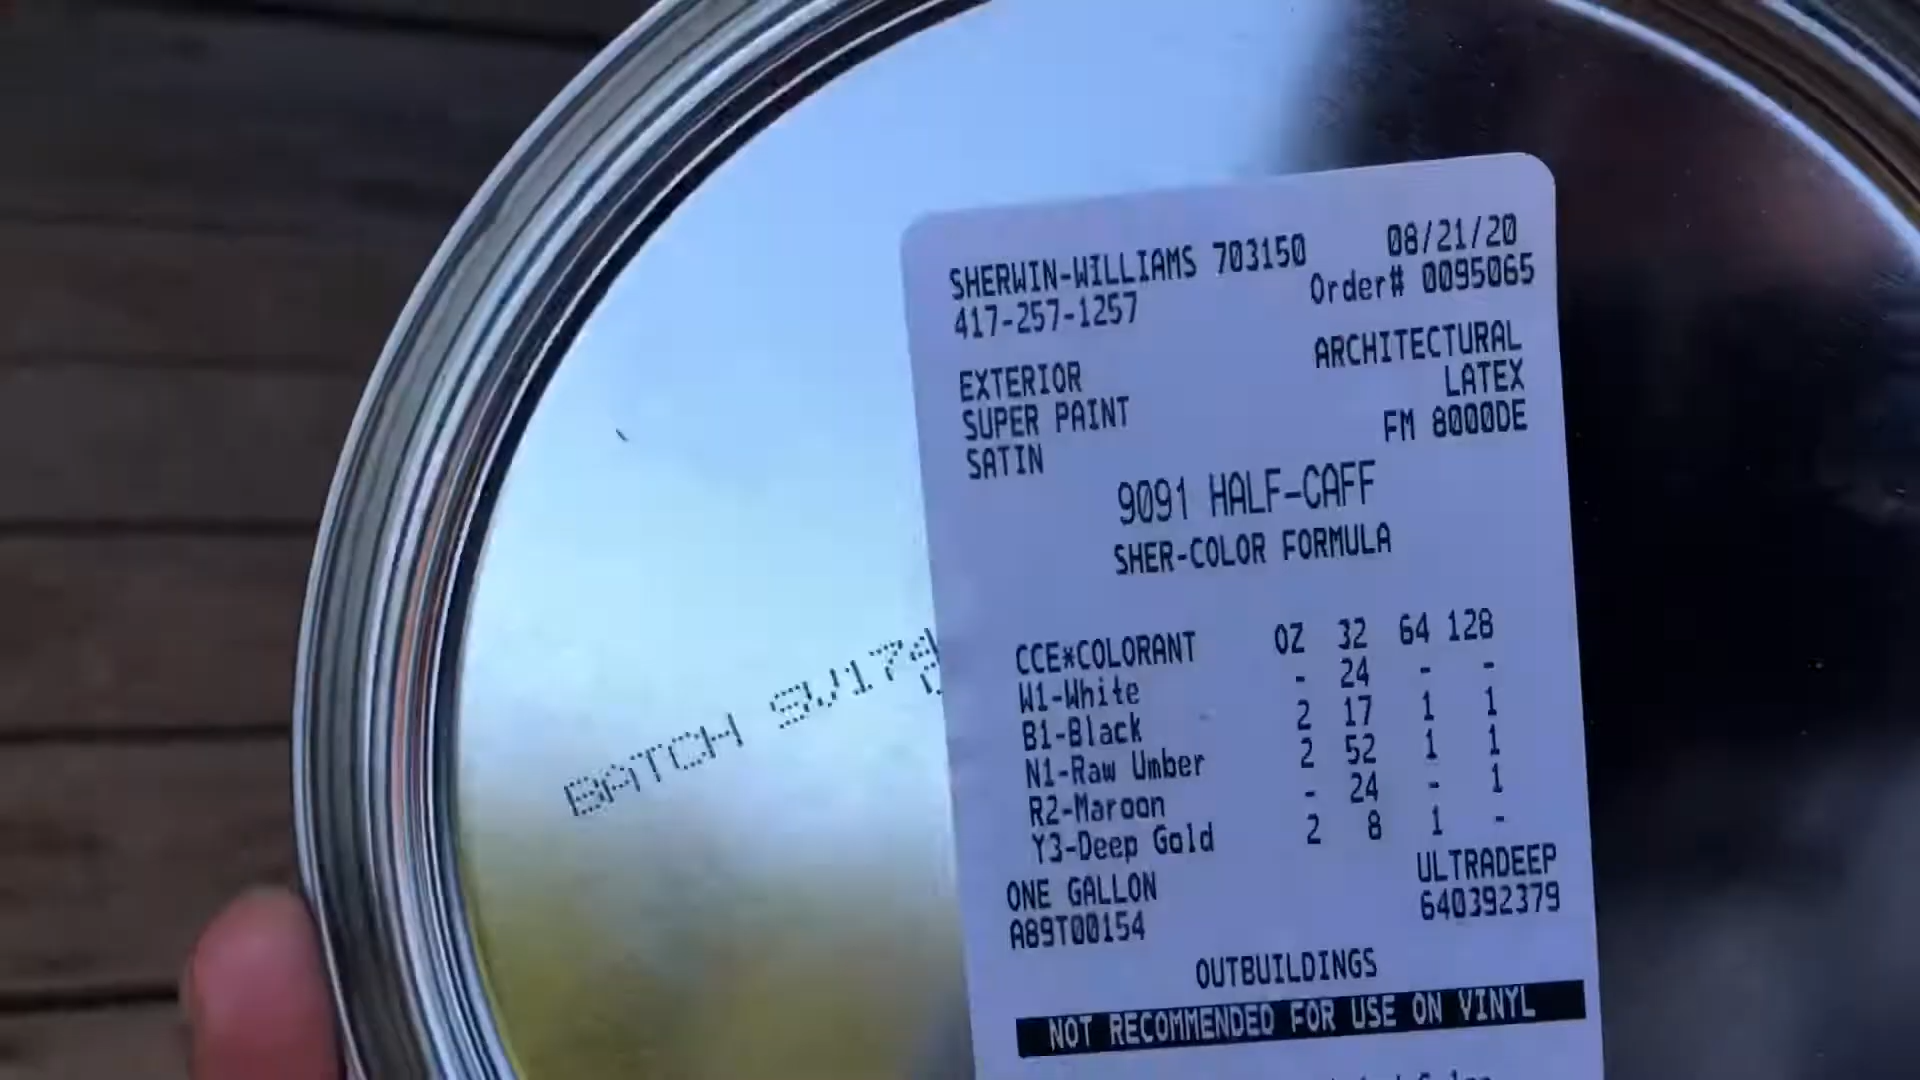 SHERWIN-WILLIAMS 703150 08/21/20
417-257-1257 Order# 0095065
EXTERIOR ARCHITECTURAL
SUPER PAINT LATEX
SATIN FM 8000DE
9091 HALF-CAFF
SHER-COLOR FORMULA
CCE*COLORANT OZ 32 64 128
W1-White - 24 - -
B1-Black 2 17 1 1
N1-Raw Umber 2 52 1 1
R2-Maroon - 24 - 1
Y3-Deep Gold 2 8 1 -
ONE GALLON ULTRADEEP
A89T00154 640392379
OUTBUILDINGS
NOT RECOMMENDED FOR USE ON VINYL
BATCH